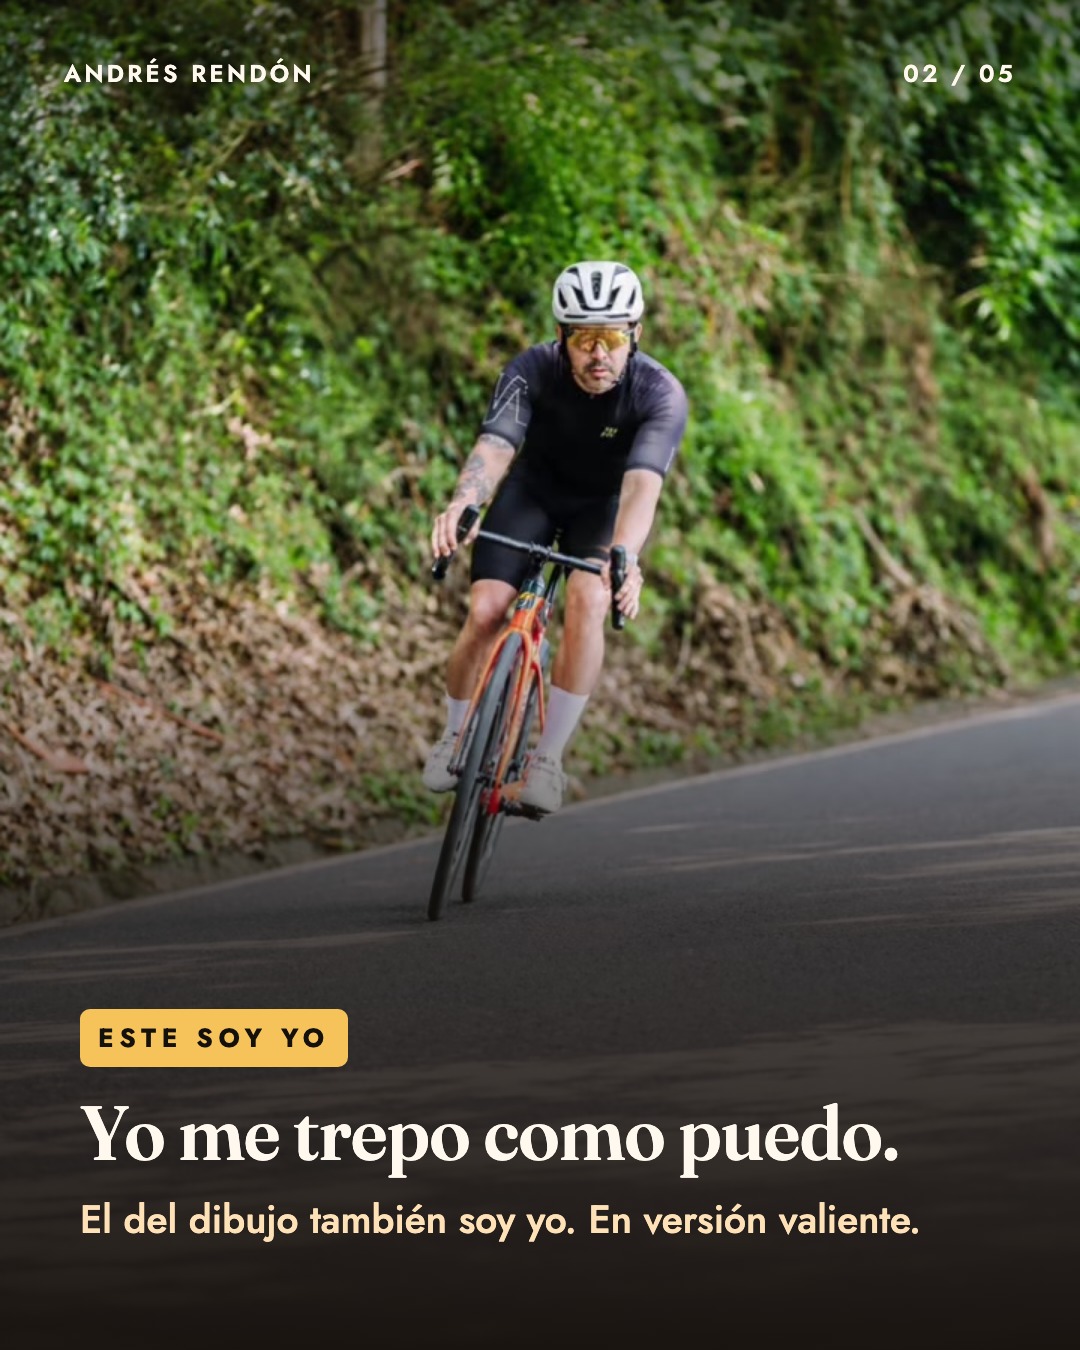 ANDRÉS RENDÓN
02 / 05
ESTE SOY YO
Yo me trepo como puedo.
El del dibujo también soy yo. En versión valiente.